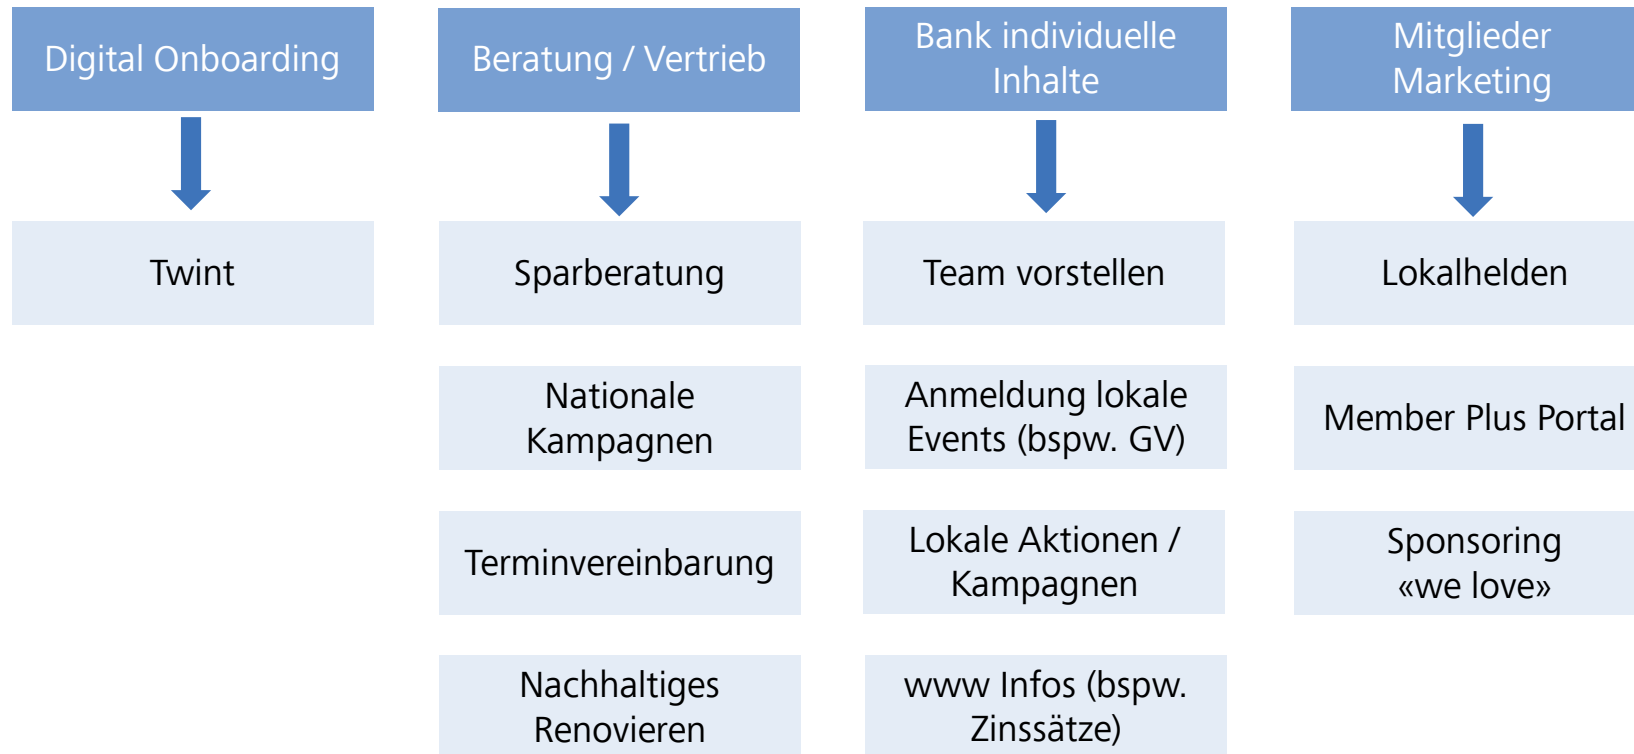 Digital Onboarding
Beratung / Vertrieb
Bank individuelle
Inhalte
Mitglieder
Marketing
Twint
Sparberatung
Team vorstellen
Lokalhelden
Nationale
Kampagnen
Anmeldung lokale
Events (bspw. GV)
Member Plus Portal
Terminvereinbarung
Lokale Aktionen /
Kampagnen
Sponsoring
«we love»
Nachhaltiges
Renovieren
www Infos (bspw.
Zinssätze)